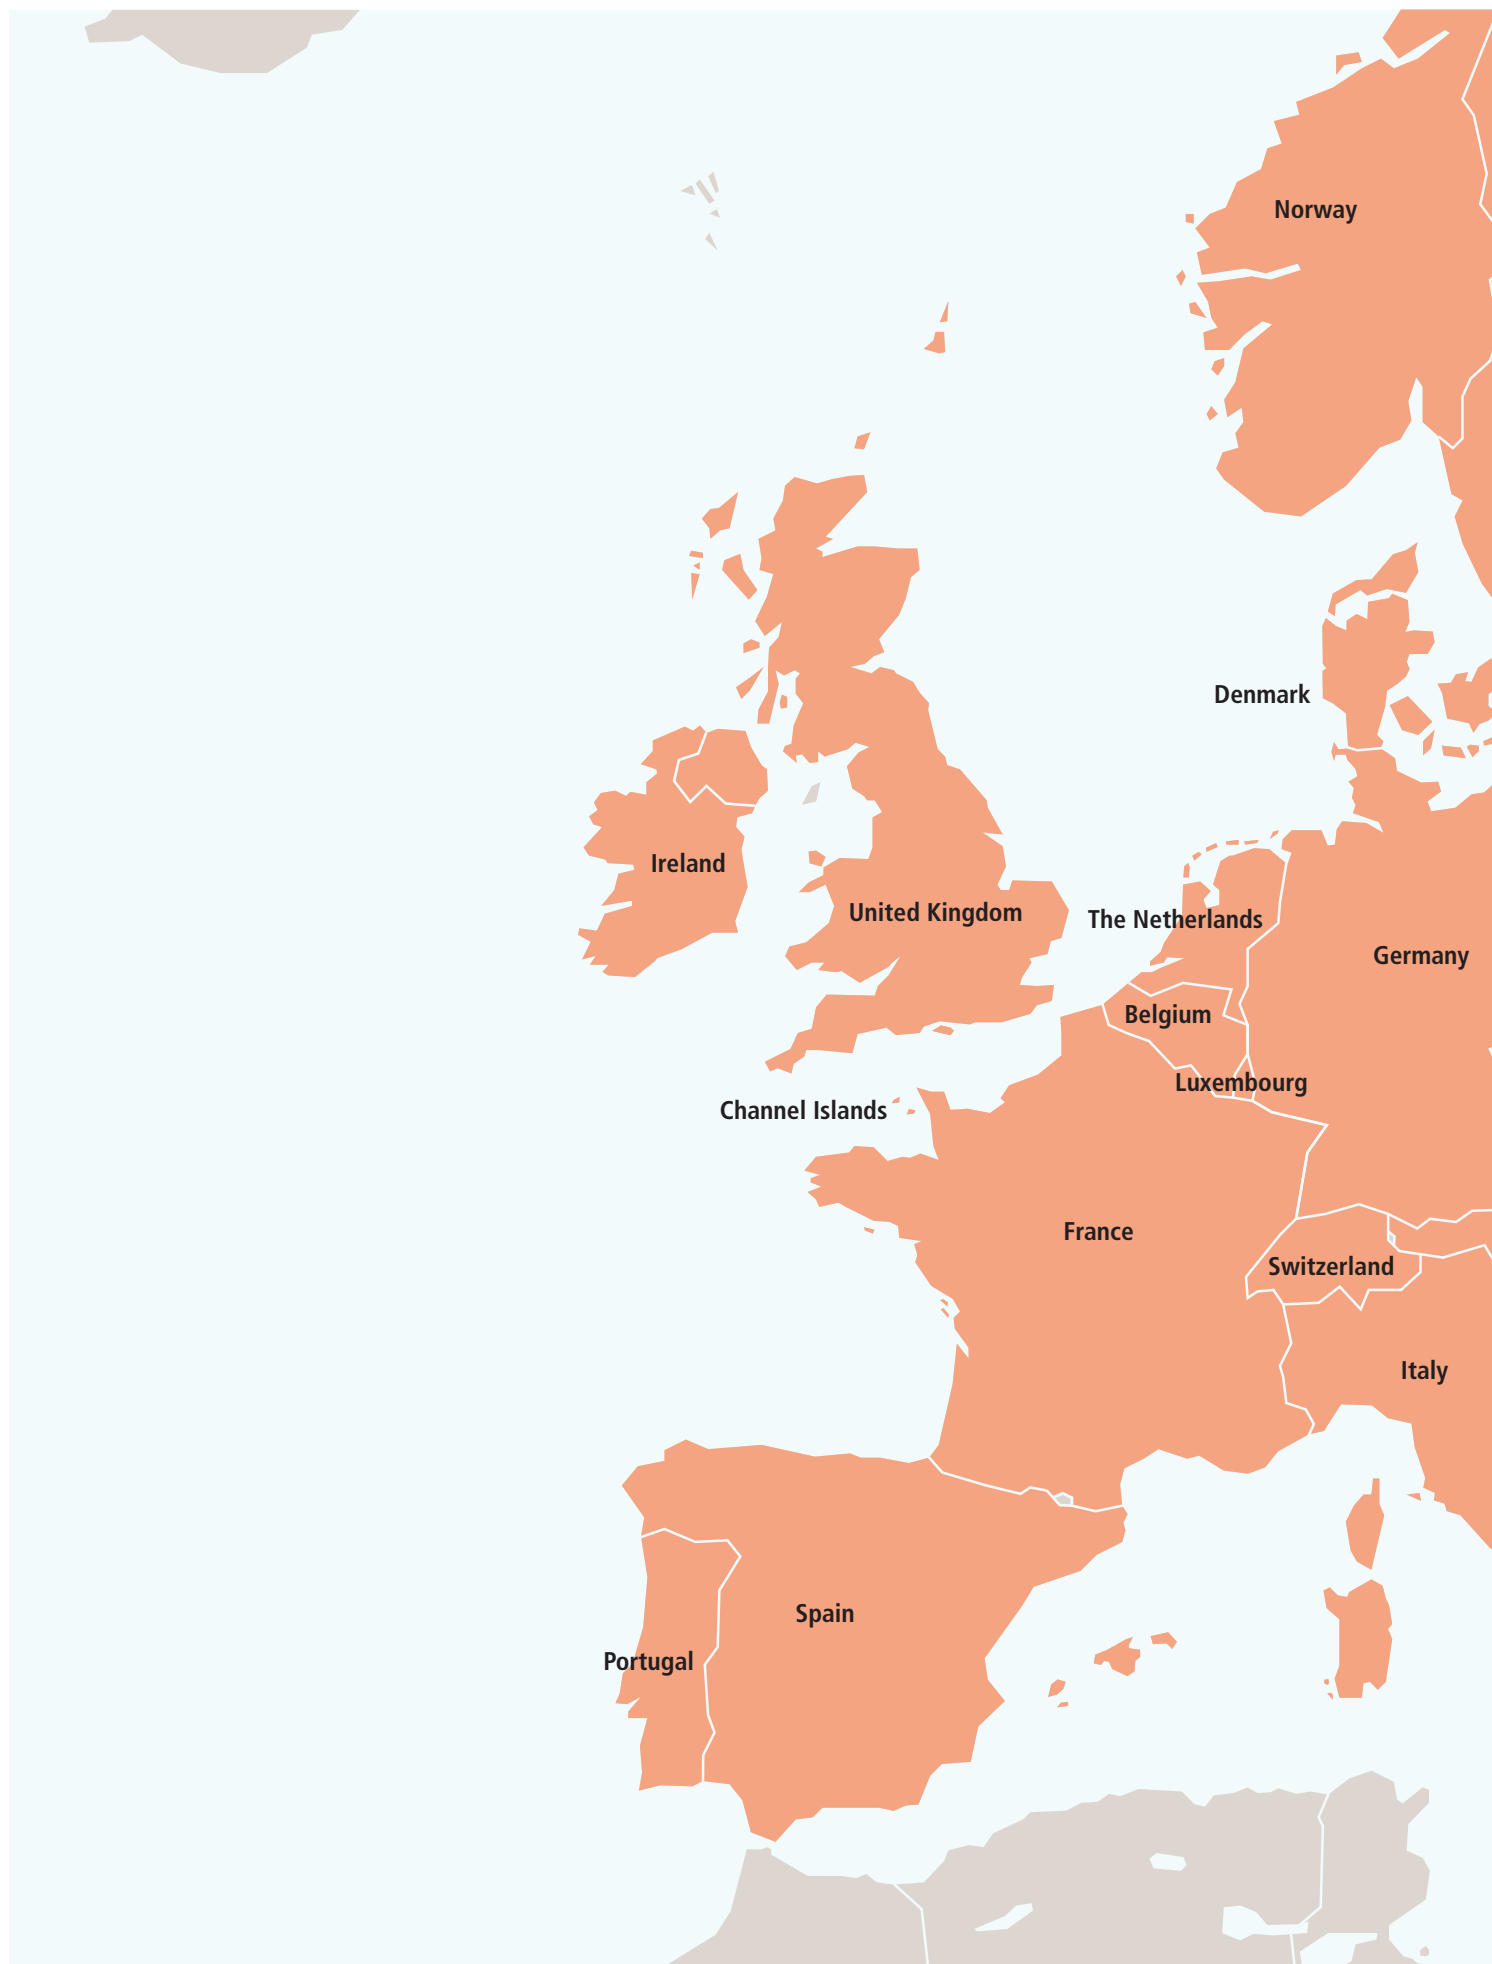 Norway
Denmark
Ireland
United Kingdom
The Netherlands
Germany
Belgium
Luxembourg
Channel Islands
France
Switzerland
Italy
Spain
Portugal